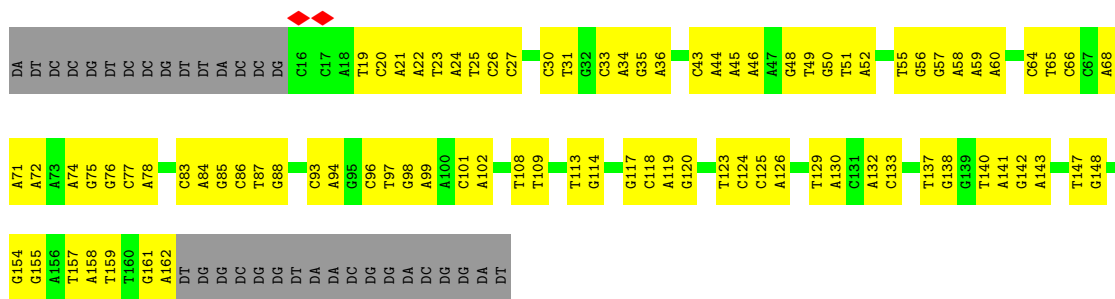 DA DT DC DC DG DT DC DC DG DT DT DA DC DC DG C16 C17 A18 T19 C20 A21 A22 T23 A24 T25 C26 C27 C30 T31 G32 C33 A34 G35 A36 C43 A44 A45 A46 A47 G48 T49 G50 T51 A52 T55 G56 G57 A58 A59 A60 C64 T65 C66 C67 A68
A71 A72 A73 A74 G75 G76 C77 A78 C83 A84 G85 C86 T87 G88 C93 A94 G95 C96 T97 G98 A99 A100 C101 A102 T108 T109 T113 G114 G117 C118 A119 G120 T123 C124 C125 A126 T129 A130 C131 A132 C133 T137 G138 G139 T140 A141 G142 A143 T147 G148
G154 G155 A156 T157 A158 T159 T160 G161 A162 DT DG DG DC DG DG DT DA DA DC DG DG DA DC DG DG DA DT